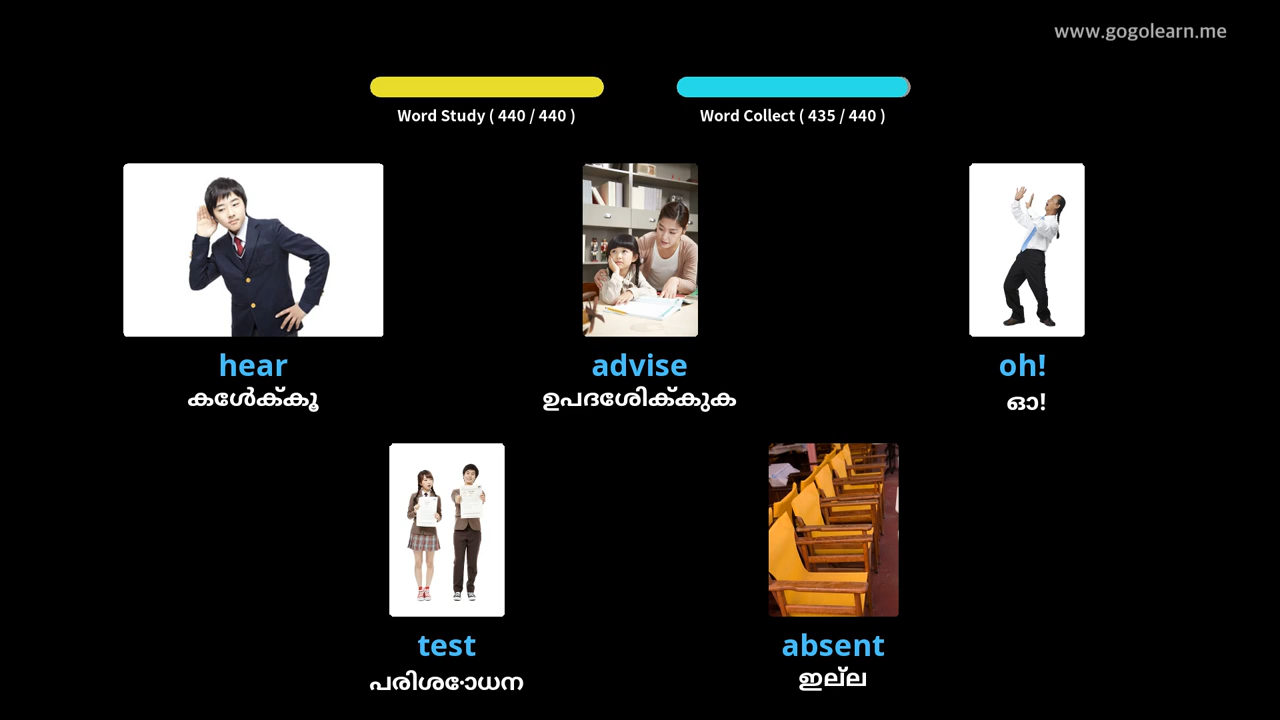 www.gogolearn.me
Word Study ( 440 / 440 )
Word Collect ( 435 / 440 )
hear
കേൾക്കൂ
advise
ഉപദേശിക്കുക
oh!
ഓ!
test
പരിശോധന
absent
ഇല്ല